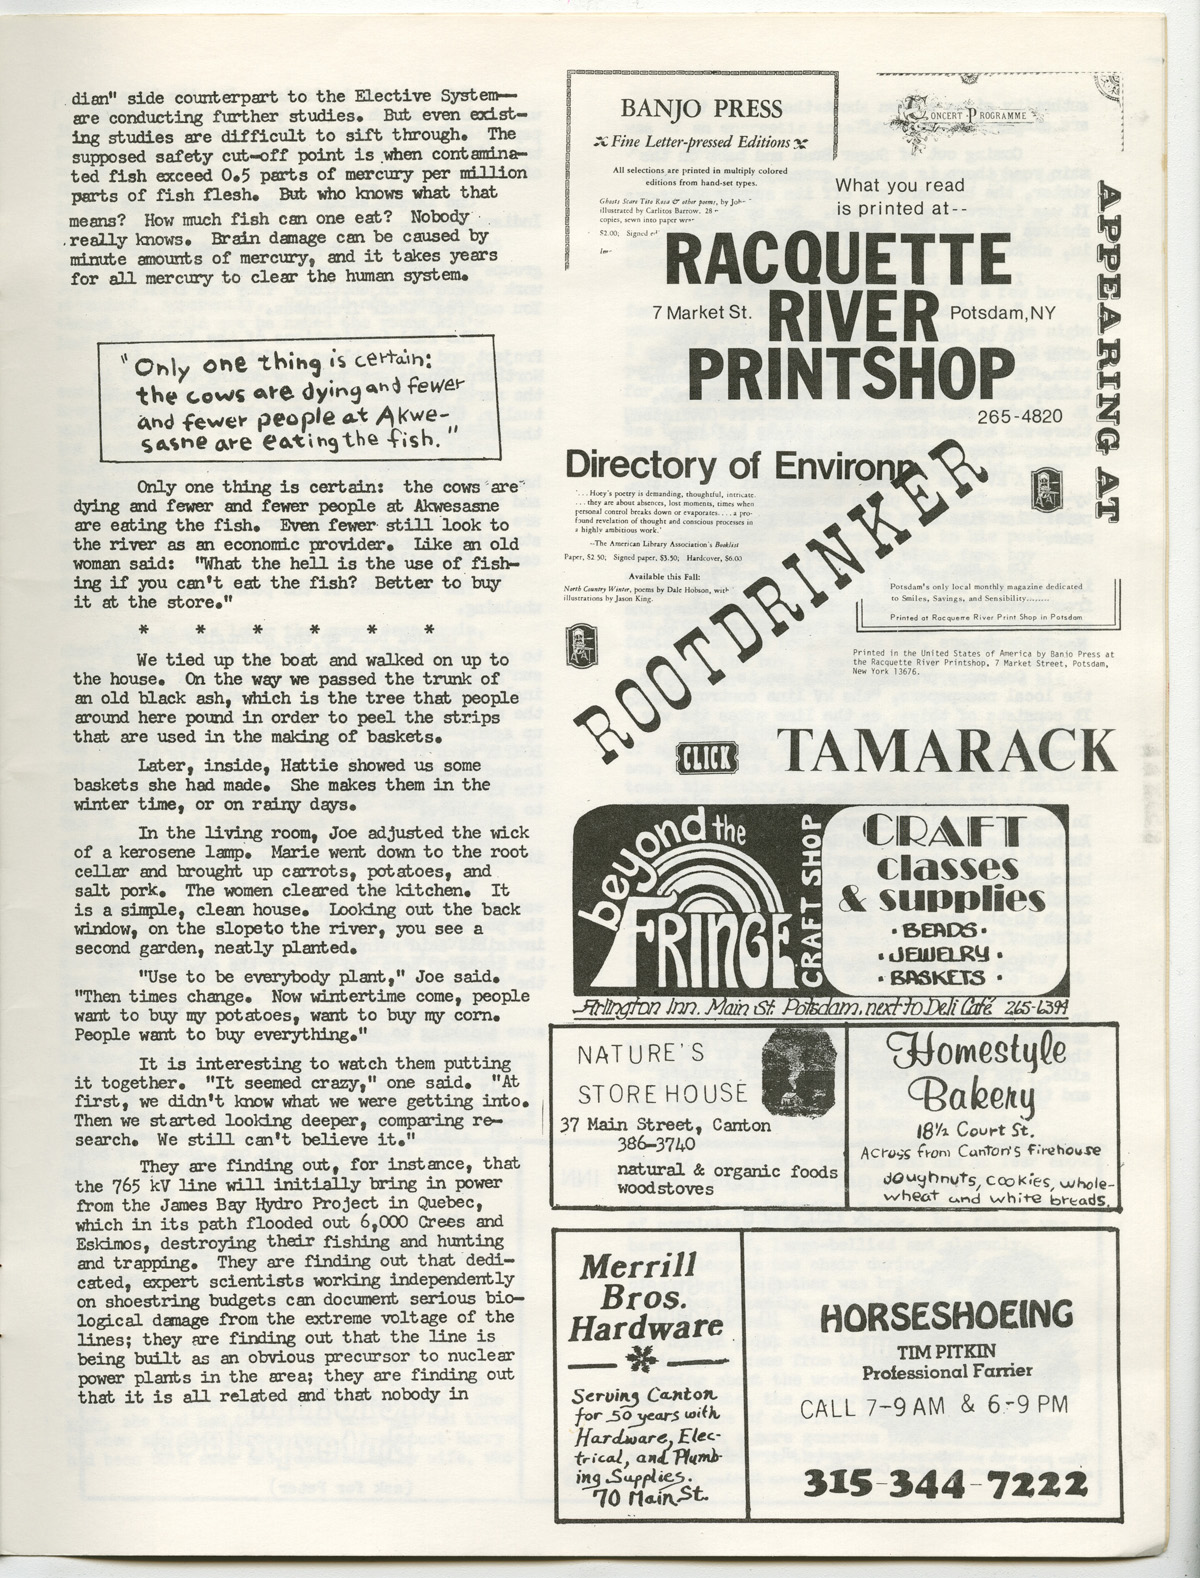 dian" side counterpart to the Elective System—
are conducting further studies. But even exist-
ing studies are difficult to sift through. The
supposed safety cut-off point is when contamina-
ted fish exceed 0.5 parts of mercury per million
parts of fish flesh. But who knows what that
means? How much fish can one eat? Nobody
really knows. Brain damage can be caused by
minute amounts of mercury, and it takes years
for all mercury to clear the human system.
"Only one thing is certain:
the cows are dying and fewer
and fewer people at Akwe-
sasne are eating the fish."
Only one thing is certain: the cows are
dying and fewer and fewer people at Akwesasne
are eating the fish. Even fewer still look to
the river as an economic provider. Like an old
woman said: "What the hell is the use of fish-
ing if you can't eat the fish? Better to buy
it at the store."
* * * * * *
We tied up the boat and walked on up to
the house. On the way we passed the trunk of
an old black ash, which is the tree that people
around here pound in order to peel the strips
that are used in the making of baskets.
Later, inside, Hattie showed us some
baskets she had made. She makes them in the
winter time, or on rainy days.
In the living room, Joe adjusted the wick
of a kerosene lamp. Marie went down to the root
cellar and brought up carrots, potatoes, and
salt pork. The women cleared the kitchen. It
is a simple, clean house. Looking out the back
window, on the slopeto the river, you see a
second garden, neatly planted.
"Use to be everybody plant," Joe said.
"Then times change. Now wintertime come, people
want to buy my potatoes, want to buy my corn.
People want to buy everything."
It is interesting to watch them putting
it together. "It seemed crazy," one said. "At
first, we didn't know what we were getting into.
Then we started looking deeper, comparing re-
search. We still can't believe it."
They are finding out, for instance, that
the 765 kV line will initially bring in power
from the James Bay Hydro Project in Quebec,
which in its path flooded out 6,000 Crees and
Eskimos, destroying their fishing and hunting
and trapping. They are finding out that dedi-
cated, expert scientists working independently
on shoestring budgets can document serious bio-
logical damage from the extreme voltage of the
lines; they are finding out that the line is
being built as an obvious precursor to nuclear
power plants in the area; they are finding out
that it is all related and that nobody in
BANJO PRESS
Fine Letter-pressed Editions
All selections are printed in multiply colored
editions from hand-set types.
Ghosts Stare Tite Rasa & other poems, by Joh
illustrated by Carlitos Barrow. 28
copies, sewn into paper
$2.00; Signed
CONCERT PROGRAMME
What you read
is printed at--
RACQUETTE
7 Market St. RIVER Potsdam, NY
PRINTSHOP
265-4820
APPEARING AT
Directory of Environ
'...Hoey's poetry is demanding, thoughtful, intricate.
...they are about absences, lost moments, times when
personal control breaks down or evaporates....a pro-
found revelation of thought and conscious processes in
a highly ambitious work.'
--The American Library Association's Booklist
Paper, $2.50; Signed paper, $3.50; Hardcover, $6.00
Available this Fall:
North Country Winter, poems by Dale Hobson, with
illustrations by Jason King.
ROOTDRINKER
Potsdam's only local monthly magazine dedicated
to Smiles, Savings, and Sensibility........
Printed at Racquette River Print Shop in Potsdam
Printed in the United States of America by Banjo Press at
the Racquette River Printshop, 7 Market Street, Potsdam,
New York 13676.
CLICK
TAMARACK
beyond the
FRINGE
CRAFT SHOP
CRAFT
classes
& supplies
• BEADS •
• JEWELRY •
• BASKETS •
Arlington Inn. Main St. Potsdam. next to Deli Café 265-6394
NATURE'S
STORE HOUSE
37 Main Street, Canton
386-3740
natural & organic foods
woodstoves
Homestyle
Bakery
18½ Court St.
Across from Canton's firehouse
doughnuts, cookies, whole-
wheat and white breads.
Merrill
Bros.
Hardware
Serving Canton
for 50 years with
Hardware, Elec-
trical, and Plumb-
ing Supplies.
70 Main St.
HORSESHOEING
TIM PITKIN
Professional Farrier
CALL 7-9 AM & 6-9 PM
315-344-7222